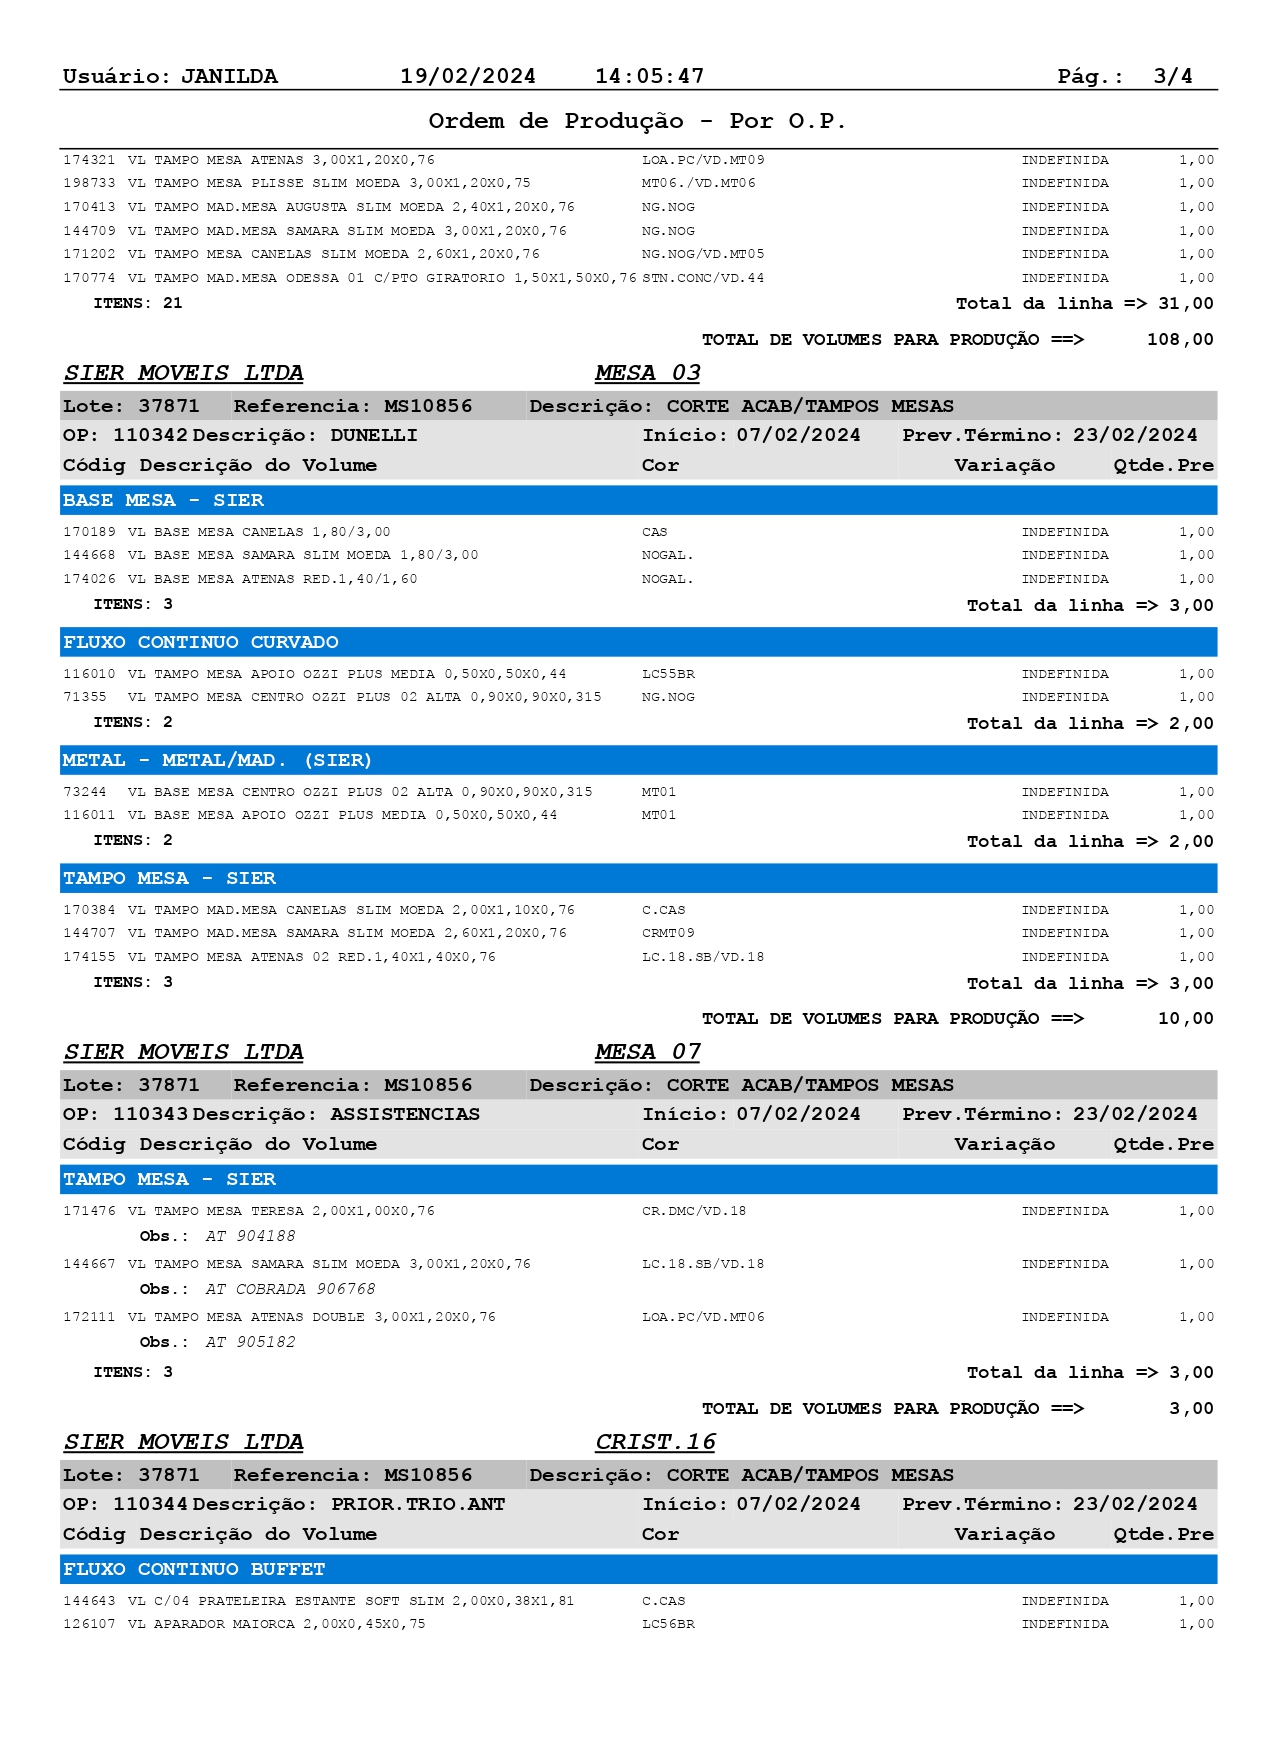 Usuário: JANILDA 19/02/2024 14:05:47 Pág.: 3/4
Ordem de Produção - Por O.P.
174321 VL TAMPO MESA ATENAS 3,00X1,20X0,76 LOA.PC/VD.MT09 INDEFINIDA 1,00
198733 VL TAMPO MESA PLISSE SLIM MOEDA 3,00X1,20X0,75 MT06./VD.MT06 INDEFINIDA 1,00
170413 VL TAMPO MAD.MESA AUGUSTA SLIM MOEDA 2,40X1,20X0,76 NG.NOG INDEFINIDA 1,00
144709 VL TAMPO MAD.MESA SAMARA SLIM MOEDA 3,00X1,20X0,76 NG.NOG INDEFINIDA 1,00
171202 VL TAMPO MESA CANELAS SLIM MOEDA 2,60X1,20X0,76 NG.NOG/VD.MT05 INDEFINIDA 1,00
170774 VL TAMPO MAD.MESA ODESSA 01 C/PTO GIRATORIO 1,50X1,50X0,76 STN.CONC/VD.44 INDEFINIDA 1,00
ITENS: 21 Total da linha => 31,00
TOTAL DE VOLUMES PARA PRODUÇÃO ==> 108,00
SIER MOVEIS LTDA MESA 03
Lote: 37871 Referencia: MS10856 Descrição: CORTE ACAB/TAMPOS MESAS
OP: 110342 Descrição: DUNELLI Início: 07/02/2024 Prev.Término: 23/02/2024
Códig Descrição do Volume Cor Variação Qtde.Pre
BASE MESA - SIER
170189 VL BASE MESA CANELAS 1,80/3,00 CAS INDEFINIDA 1,00
144668 VL BASE MESA SAMARA SLIM MOEDA 1,80/3,00 NOGAL. INDEFINIDA 1,00
174026 VL BASE MESA ATENAS RED.1,40/1,60 NOGAL. INDEFINIDA 1,00
ITENS: 3 Total da linha => 3,00
FLUXO CONTINUO CURVADO
116010 VL TAMPO MESA APOIO OZZI PLUS MEDIA 0,50X0,50X0,44 LC55BR INDEFINIDA 1,00
71355 VL TAMPO MESA CENTRO OZZI PLUS 02 ALTA 0,90X0,90X0,315 NG.NOG INDEFINIDA 1,00
ITENS: 2 Total da linha => 2,00
METAL - METAL/MAD. (SIER)
73244 VL BASE MESA CENTRO OZZI PLUS 02 ALTA 0,90X0,90X0,315 MT01 INDEFINIDA 1,00
116011 VL BASE MESA APOIO OZZI PLUS MEDIA 0,50X0,50X0,44 MT01 INDEFINIDA 1,00
ITENS: 2 Total da linha => 2,00
TAMPO MESA - SIER
170384 VL TAMPO MAD.MESA CANELAS SLIM MOEDA 2,00X1,10X0,76 C.CAS INDEFINIDA 1,00
144707 VL TAMPO MAD.MESA SAMARA SLIM MOEDA 2,60X1,20X0,76 CRMT09 INDEFINIDA 1,00
174155 VL TAMPO MESA ATENAS 02 RED.1,40X1,40X0,76 LC.18.SB/VD.18 INDEFINIDA 1,00
ITENS: 3 Total da linha => 3,00
TOTAL DE VOLUMES PARA PRODUÇÃO ==> 10,00
SIER MOVEIS LTDA MESA 07
Lote: 37871 Referencia: MS10856 Descrição: CORTE ACAB/TAMPOS MESAS
OP: 110343 Descrição: ASSISTENCIAS Início: 07/02/2024 Prev.Término: 23/02/2024
Códig Descrição do Volume Cor Variação Qtde.Pre
TAMPO MESA - SIER
171476 VL TAMPO MESA TERESA 2,00X1,00X0,76 CR.DMC/VD.18 INDEFINIDA 1,00
Obs.: AT 904188
144667 VL TAMPO MESA SAMARA SLIM MOEDA 3,00X1,20X0,76 LC.18.SB/VD.18 INDEFINIDA 1,00
Obs.: AT COBRADA 906768
172111 VL TAMPO MESA ATENAS DOUBLE 3,00X1,20X0,76 LOA.PC/VD.MT06 INDEFINIDA 1,00
Obs.: AT 905182
ITENS: 3 Total da linha => 3,00
TOTAL DE VOLUMES PARA PRODUÇÃO ==> 3,00
SIER MOVEIS LTDA CRIST.16
Lote: 37871 Referencia: MS10856 Descrição: CORTE ACAB/TAMPOS MESAS
OP: 110344 Descrição: PRIOR.TRIO.ANT Início: 07/02/2024 Prev.Término: 23/02/2024
Códig Descrição do Volume Cor Variação Qtde.Pre
FLUXO CONTINUO BUFFET
144643 VL C/04 PRATELEIRA ESTANTE SOFT SLIM 2,00X0,38X1,81 C.CAS INDEFINIDA 1,00
126107 VL APARADOR MAIORCA 2,00X0,45X0,75 LC56BR INDEFINIDA 1,00